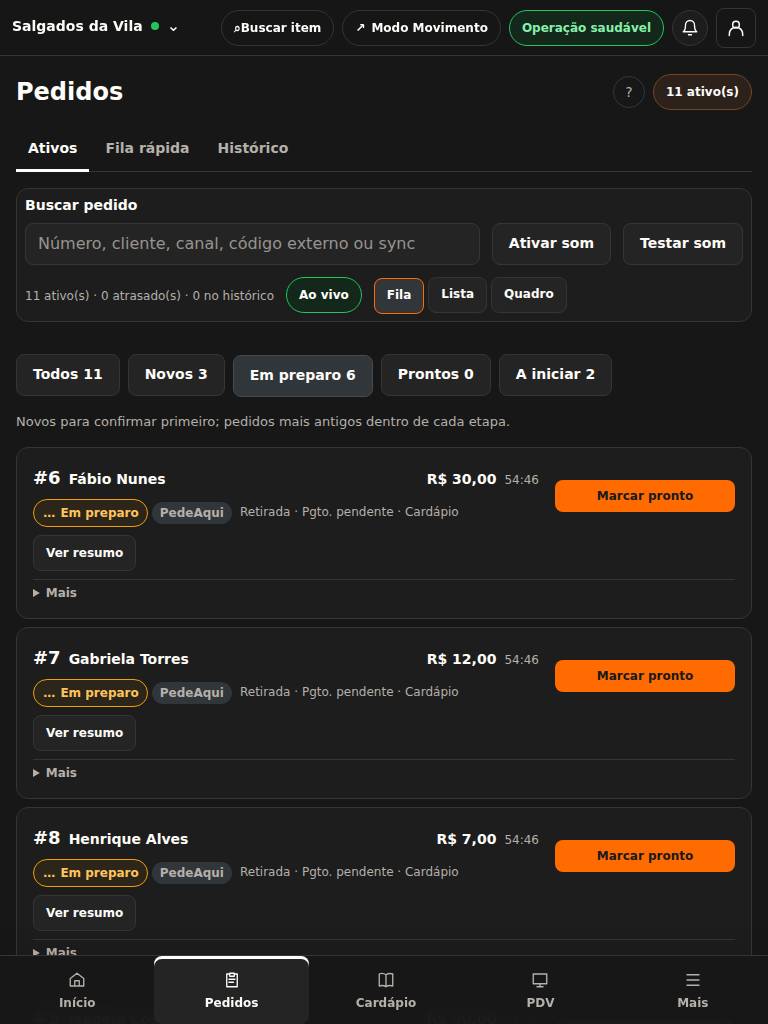 Salgados da Vila
Buscar item
↗ Modo Movimento
Operação saudável
Pedidos
?
11 ativo(s)
Ativos
Fila rápida
Histórico
Buscar pedido
Número, cliente, canal, código externo ou sync
Ativar som
Testar som
11 ativo(s) · 0 atrasado(s) · 0 no histórico
Ao vivo
Fila
Lista
Quadro
Todos 11
Novos 3
Em preparo 6
Prontos 0
A iniciar 2
Novos para confirmar primeiro; pedidos mais antigos dentro de cada etapa.
#6 Fábio Nunes
R$ 30,00 54:46
Marcar pronto
... Em preparo PedeAqui Retirada · Pgto. pendente · Cardápio
Ver resumo
▶ Mais
#7 Gabriela Torres
R$ 12,00 54:46
Marcar pronto
... Em preparo PedeAqui Retirada · Pgto. pendente · Cardápio
Ver resumo
▶ Mais
#8 Henrique Alves
R$ 7,00 54:46
Marcar pronto
... Em preparo PedeAqui Retirada · Pgto. pendente · Cardápio
Ver resumo
▶ Mais
Início
Pedidos
Cardápio
PDV
Mais